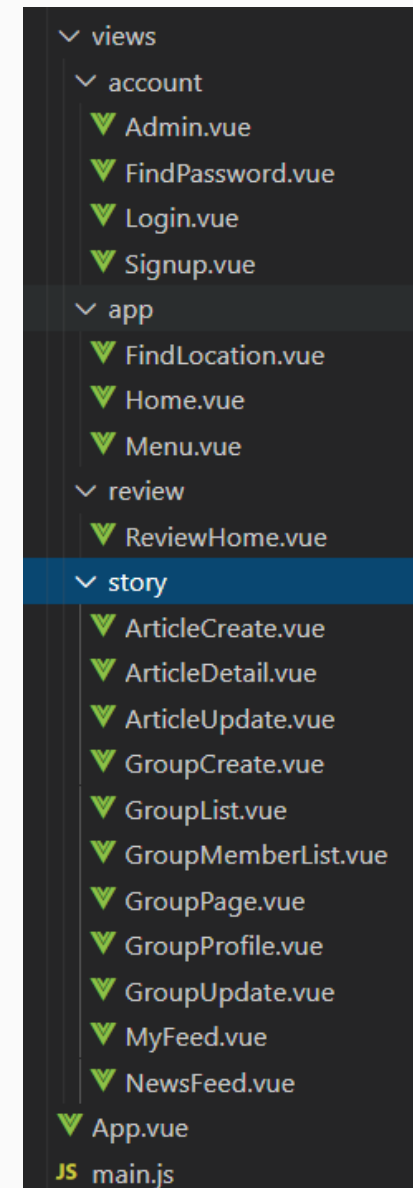 views
account
Admin.vue
FindPassword.vue
Login.vue
Signup.vue
app
FindLocation.vue
Home.vue
Menu.vue
review
ReviewHome.vue
story
ArticleCreate.vue
ArticleDetail.vue
ArticleUpdate.vue
GroupCreate.vue
GroupList.vue
GroupMemberList.vue
GroupPage.vue
GroupProfile.vue
GroupUpdate.vue
MyFeed.vue
NewsFeed.vue
App.vue
JS main.js